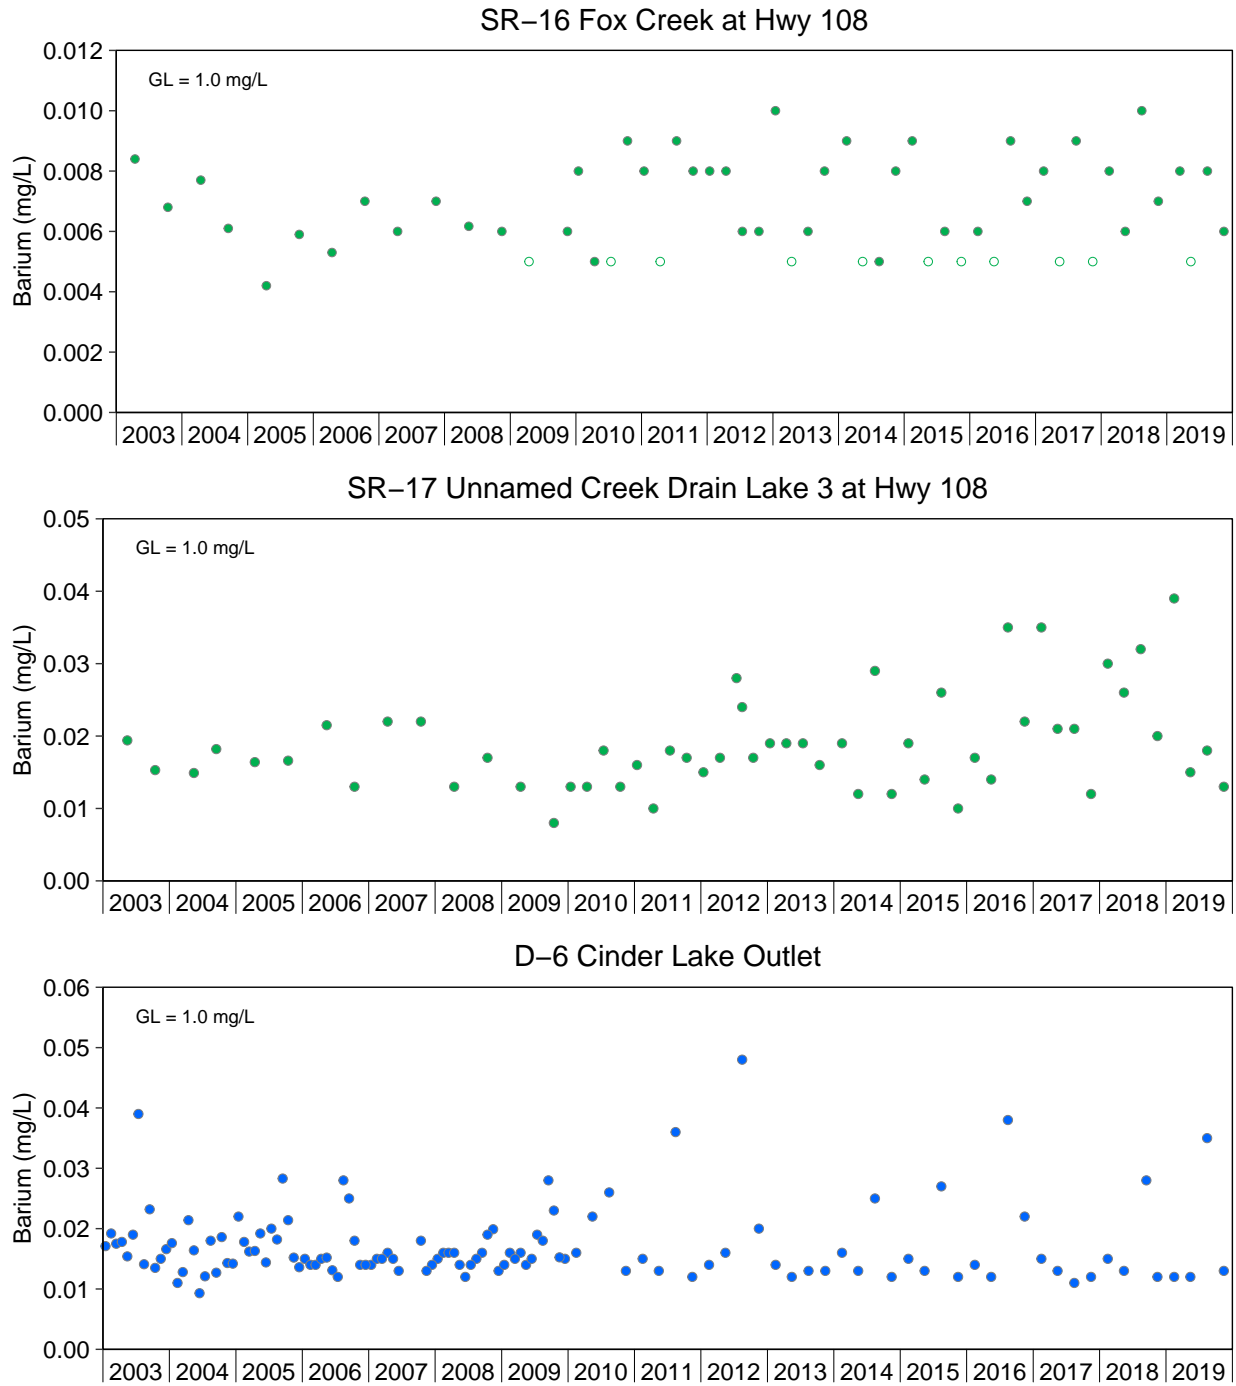 SR−16 Fox Creek at Hwy 108
0.012
GL = 1.0 mg/L
0.010
0.008
0.006
0.004
0.002
0.000
Barium (mg/L)
2003 2004 2005 2006 2007 2008 2009 2010 2011 2012 2013 2014 2015 2016 2017 2018 2019
SR−17 Unnamed Creek Drain Lake 3 at Hwy 108
0.05
GL = 1.0 mg/L
0.04
0.03
0.02
0.01
0.00
Barium (mg/L)
2003 2004 2005 2006 2007 2008 2009 2010 2011 2012 2013 2014 2015 2016 2017 2018 2019
D−6 Cinder Lake Outlet
0.06
GL = 1.0 mg/L
0.05
0.04
0.03
0.02
0.01
0.00
Barium (mg/L)
2003 2004 2005 2006 2007 2008 2009 2010 2011 2012 2013 2014 2015 2016 2017 2018 2019